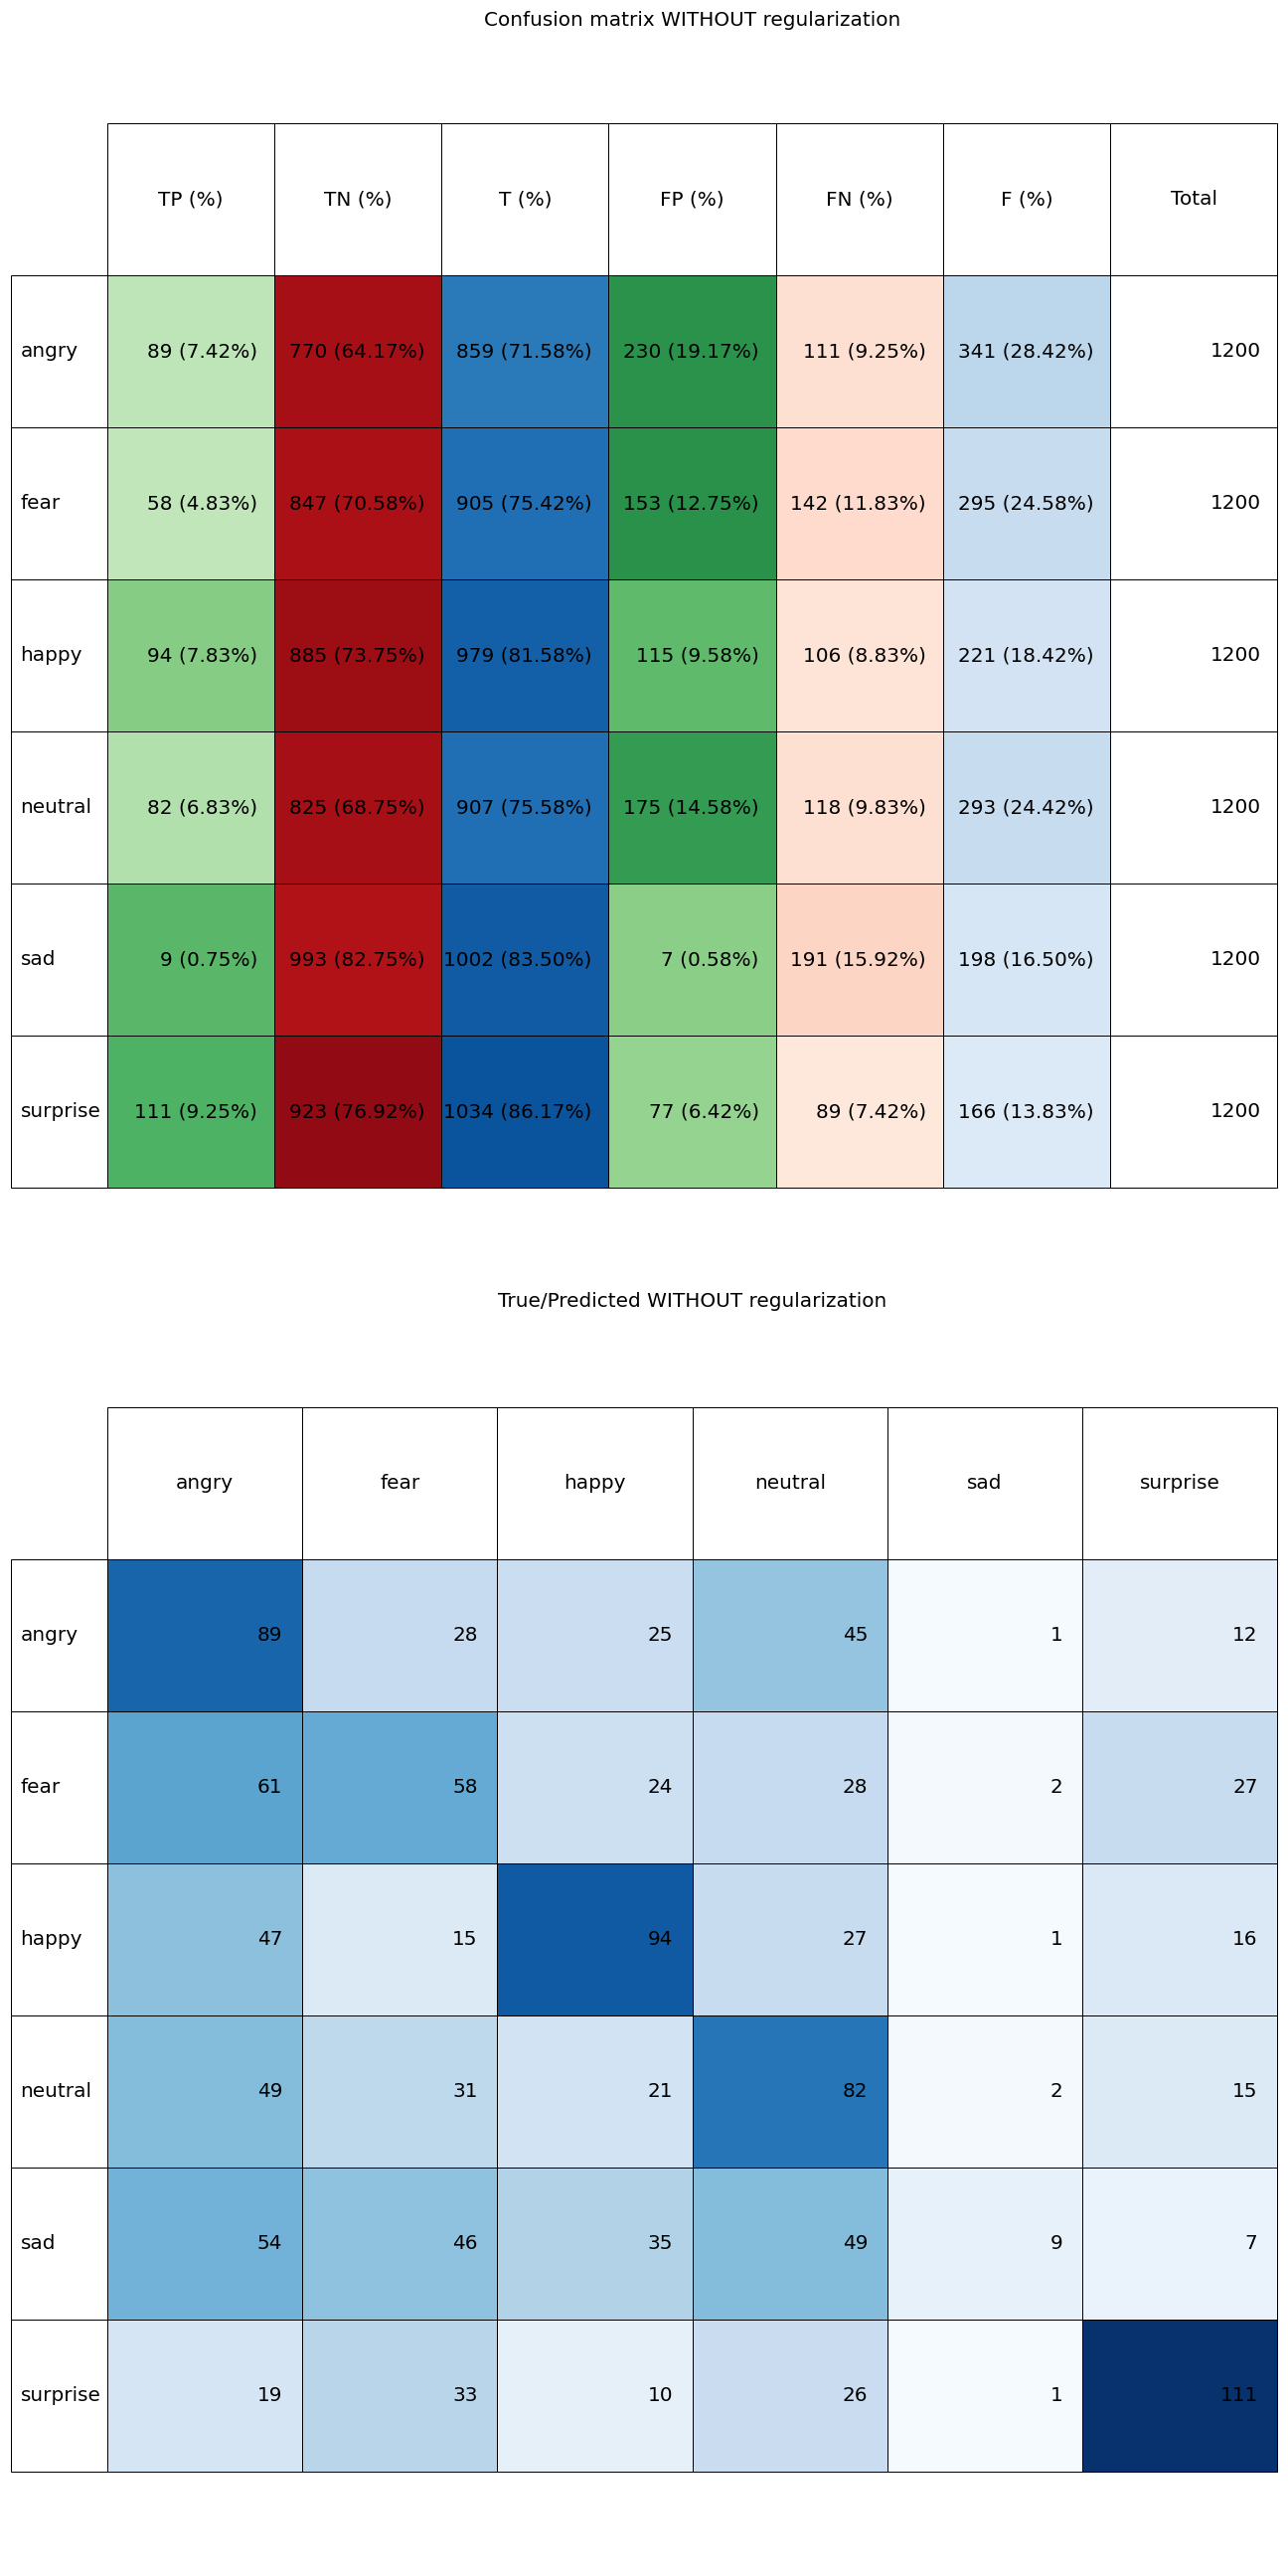 Confusion matrix WITHOUT regularization
TP (%) TN (%) T (%) FP (%) FN (%) F (%) Total
angry 89 (7.42%) 770 (64.17%) 859 (71.58%) 230 (19.17%) 111 (9.25%) 341 (28.42%) 1200
fear 58 (4.83%) 847 (70.58%) 905 (75.42%) 153 (12.75%) 142 (11.83%) 295 (24.58%) 1200
happy 94 (7.83%) 885 (73.75%) 979 (81.58%) 115 (9.58%) 106 (8.83%) 221 (18.42%) 1200
neutral 82 (6.83%) 825 (68.75%) 907 (75.58%) 175 (14.58%) 118 (9.83%) 293 (24.42%) 1200
sad 9 (0.75%) 993 (82.75%) 1002 (83.50%) 7 (0.58%) 191 (15.92%) 198 (16.50%) 1200
surprise 111 (9.25%) 923 (76.92%) 1034 (86.17%) 77 (6.42%) 89 (7.42%) 166 (13.83%) 1200
True/Predicted WITHOUT regularization
angry fear happy neutral sad surprise
angry 89 28 25 45 1 12
fear 61 58 24 28 2 27
happy 47 15 94 27 1 16
neutral 49 31 21 82 2 15
sad 54 46 35 49 9 7
surprise 19 33 10 26 1 111